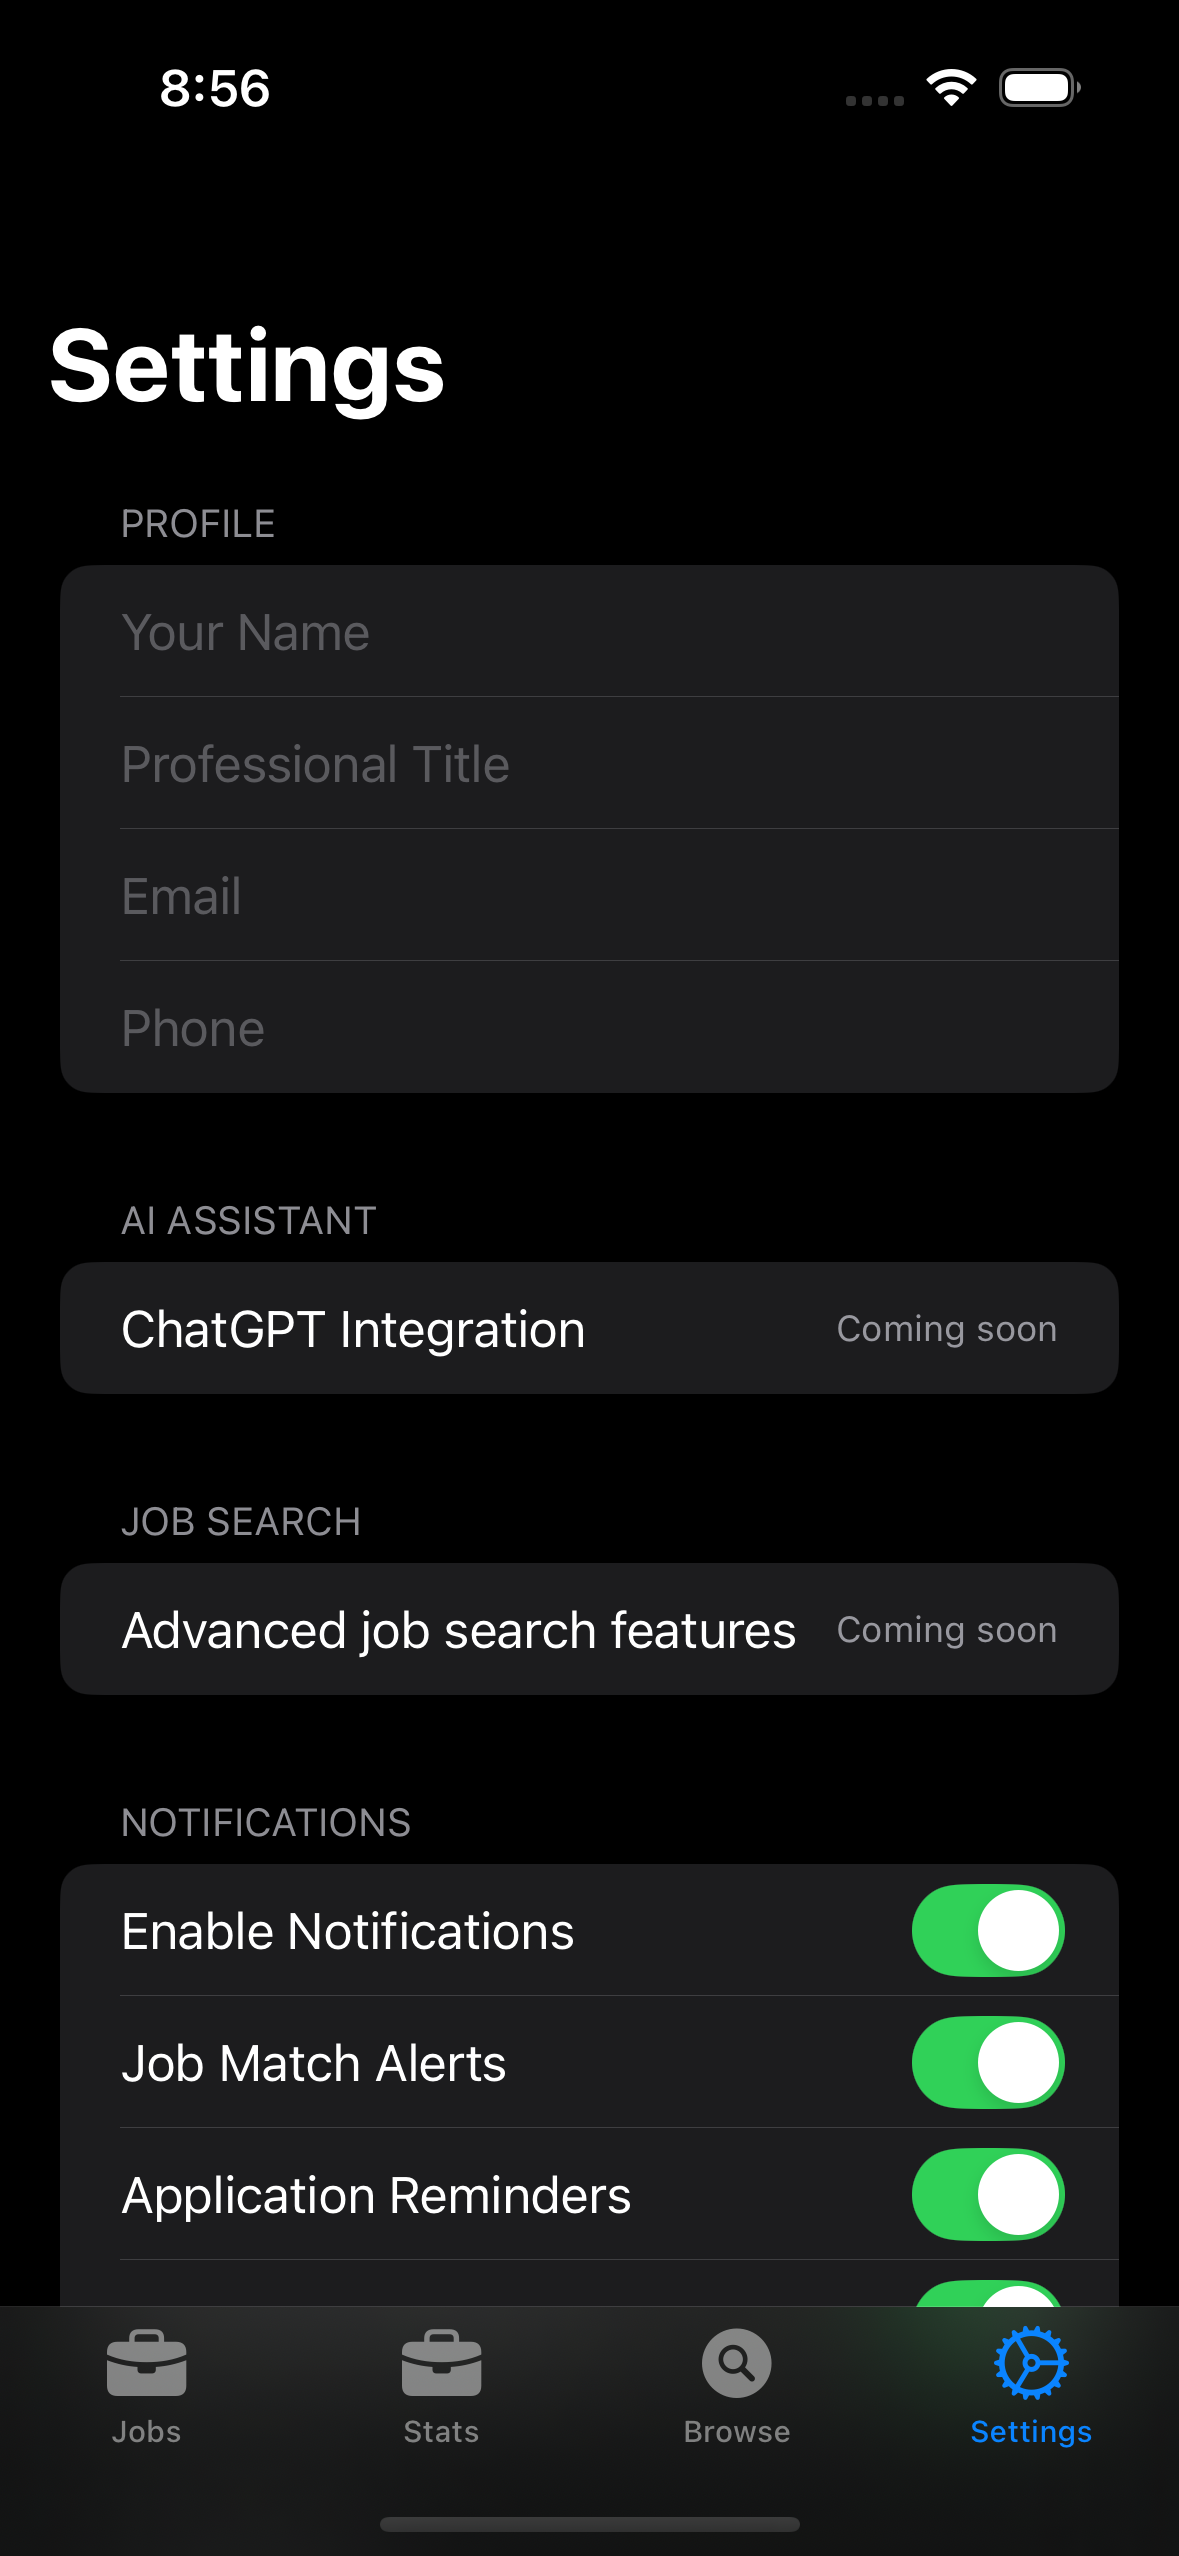 8:56
Settings
PROFILE
Your Name
Professional Title
Email
Phone
AI ASSISTANT
ChatGPT Integration Coming soon
JOB SEARCH
Advanced job search features Coming soon
NOTIFICATIONS
Enable Notifications
Job Match Alerts
Application Reminders
Jobs Stats Browse Settings